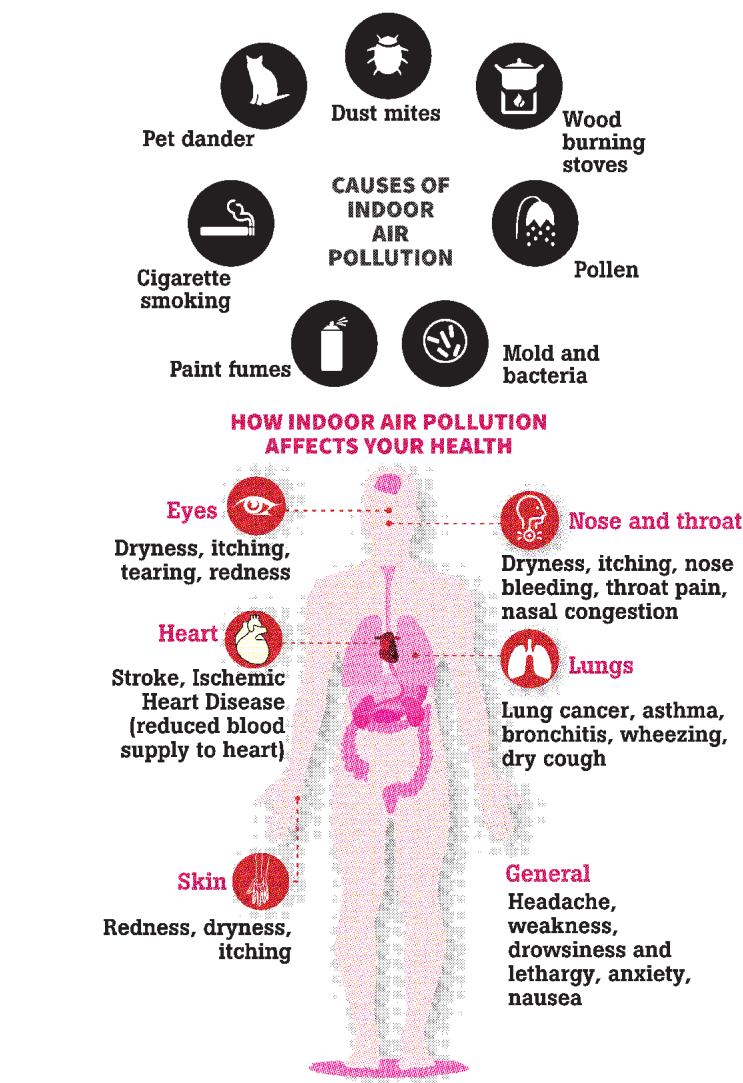 Dust mites
Pet dander
Wood
burning
stoves
CAUSES OF
INDOOR
AIR
POLLUTION
Cigarette
smoking
Pollen
Paint fumes
Mold and
bacteria
HOW INDOOR AIR POLLUTION
AFFECTS YOUR HEALTH
Eyes
Dryness, itching,
tearing, redness
Nose and throat
Dryness, itching, nose
bleeding, throat pain,
nasal congestion
Heart
Stroke, Ischemic
Heart Disease
(reduced blood
supply to heart)
Lungs
Lung cancer, asthma,
bronchitis, wheezing,
dry cough
Skin
Redness, dryness,
itching
General
Headache,
weakness,
drowsiness and
lethargy, anxiety,
nausea